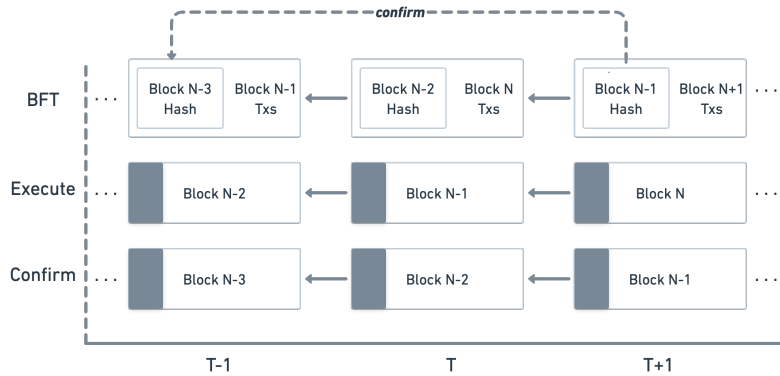 confirm
BFT
...
Block N-3
Hash
Block N-1
Txs
Block N-2
Hash
Block N
Txs
Block N-1
Hash
Block N+1
Txs
...
Execute
...
Block N-2
Block N-1
Block N
...
Confirm
...
Block N-3
Block N-2
Block N-1
...
T-1
T
T+1